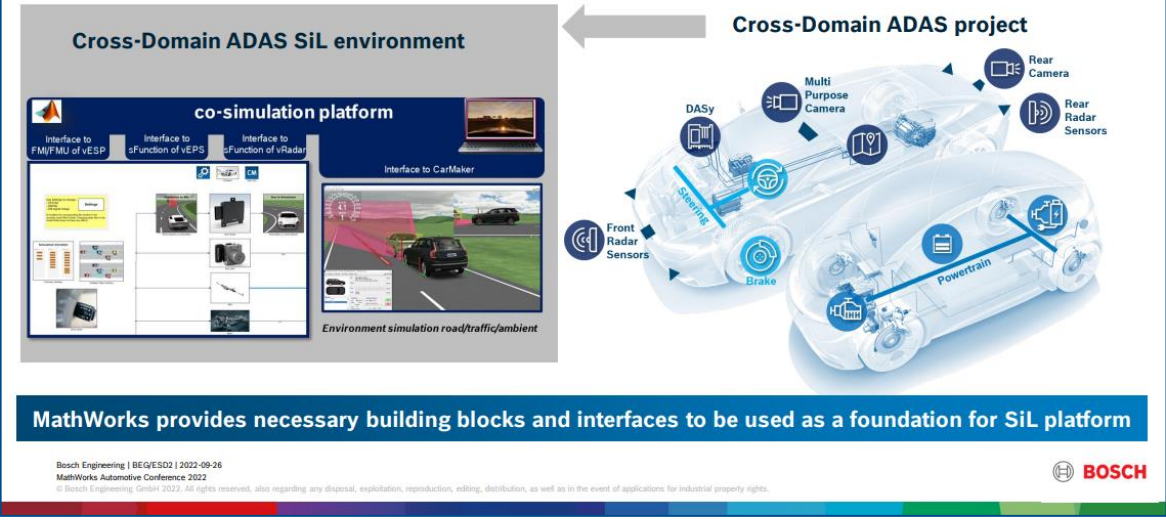 Cross-Domain ADAS SiL environment
Cross-Domain ADAS project
co-simulation platform
Interface to
FMI/FMU of vESP
Interface to
sFunction of vEPS
Interface to
sFunction of vRadar
Interface to CarMaker
Settings
CM
Environment simulation road/traffic/ambient
DASy
Multi
Purpose
Camera
Rear
Camera
Rear
Radar
Sensors
Steering
Front
Radar
Sensors
Brake
Powertrain
MathWorks provides necessary building blocks and interfaces to be used as a foundation for SiL platform
Bosch Engineering | BEG/ESD2 | 2022-09-26
MathWorks Automotive Conference 2022
© Bosch Engineering GmbH 2022. All rights reserved, also regarding any disposal, exploitation, reproduction, editing, distribution, as well as in the event of applications for industrial property rights.
BOSCH